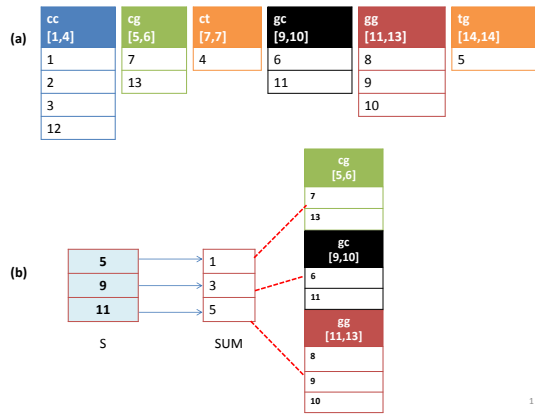 (a)
cc
[1,4]
1
2
3
12
cg
[5,6]
7
13
ct
[7,7]
4
gc
[9,10]
6
11
gg
[11,13]
8
9
10
tg
[14,14]
5
(b)
5
9
11
S
1
3
5
SUM
cg
[5,6]
7
13
gc
[9,10]
6
11
gg
[11,13]
8
9
10
1